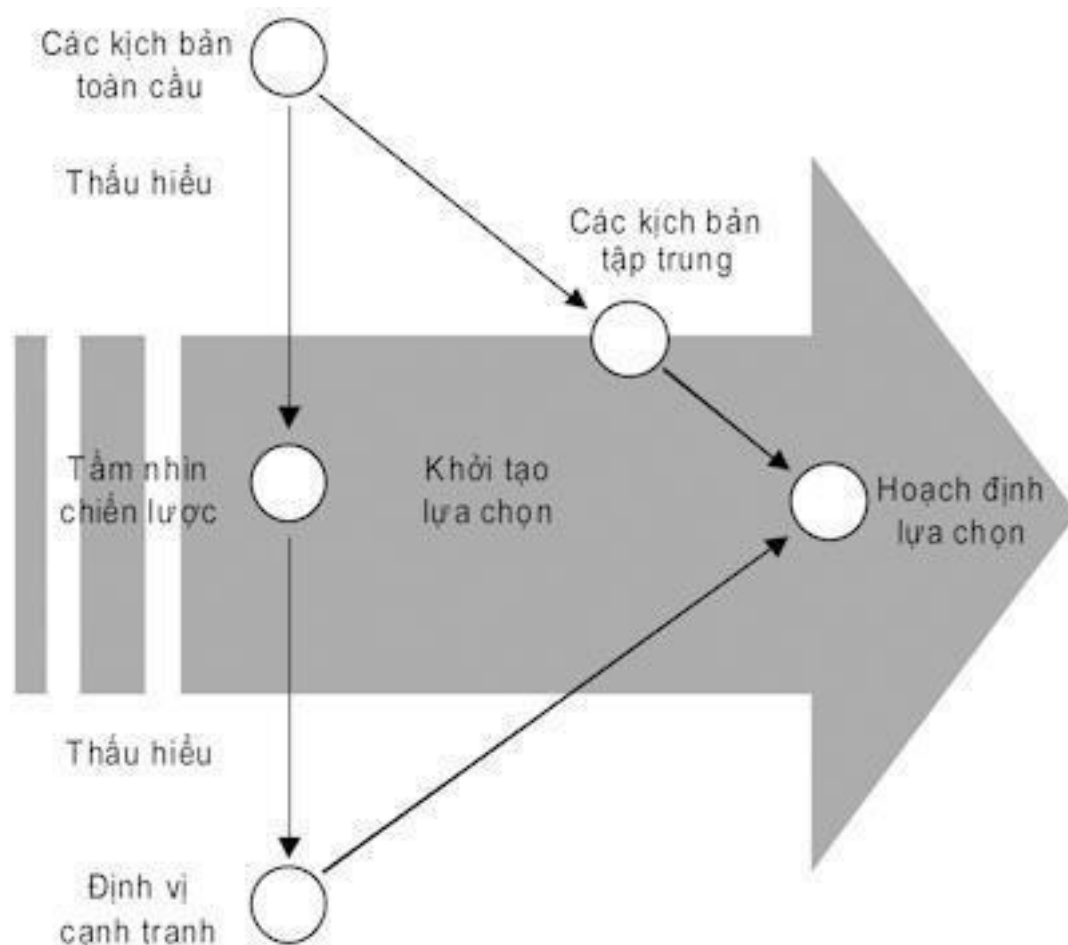 Các kịch bản
toàn cầu
Thấu hiểu
Các kịch bản
tập trung
Tầm nhìn
chiến lược
Khởi tạo
lựa chọn
Hoạch định
lựa chọn
Thấu hiểu
Định vị
cạnh tranh